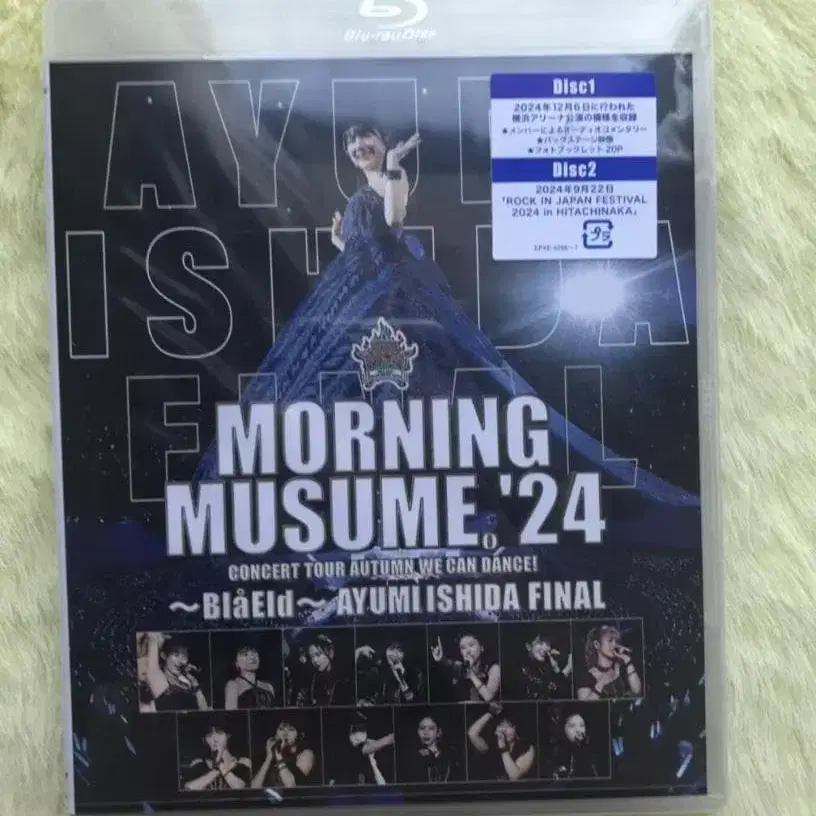 Blu-ray Disc
AYUMI
ISHIDA
FINAL
Disc1
2024年12月6日に行われた
横浜アリーナ公演の模様を収録
★メンバーによるオーディオコメンタリー
★バックステージ映像
★フォトブックレット20P
Disc2
2024年9月22日
「ROCK IN JAPAN FESTIVAL
2024 in HITACHINAKA」
プラ
MORNING
MUSUME。'24
CONCERT TOUR AUTUMN WE CAN DANCE!
～BlåEld～ AYUMI ISHIDA FINAL